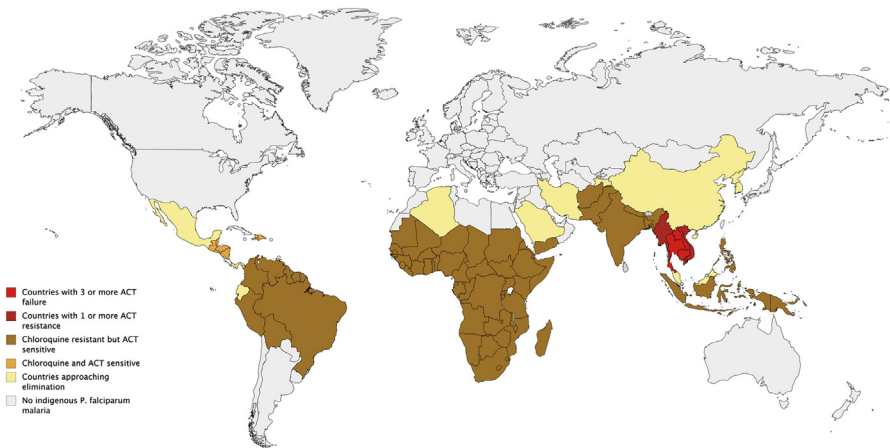 Countries with 3 or more ACT
failure
Countries with 1 or more ACT
resistance
Chloroquine resistant but ACT
sensitive
Chloroquine and ACT sensitive
Countries approaching
elimination
No indigenous P. falciparum
malaria